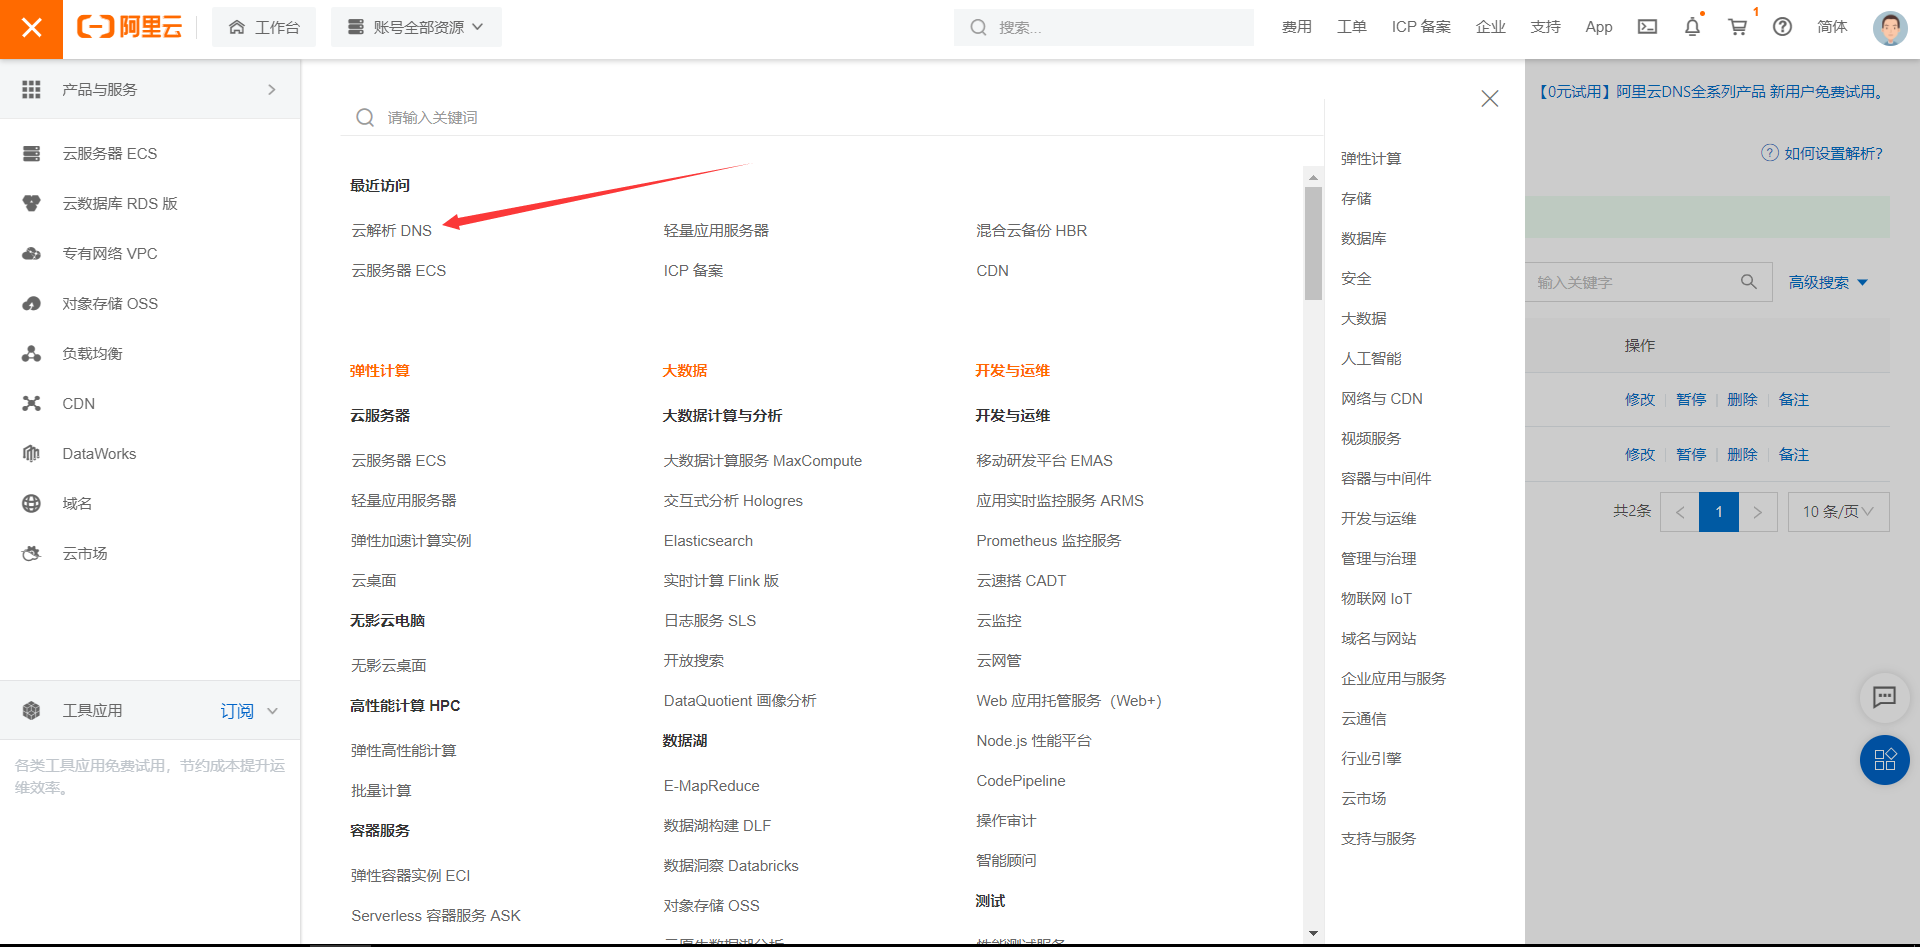 阿里云
工作台
账号全部资源
搜索...
费用
工单
ICP 备案
企业
支持
App
1
简体
产品与服务
云服务器 ECS
云数据库 RDS 版
专有网络 VPC
对象存储 OSS
负载均衡
CDN
DataWorks
域名
云市场
工具应用
订阅
各类工具应用免费试用，节约成本提升运
维效率。
请输入关键词
最近访问
云解析 DNS
轻量应用服务器
混合云备份 HBR
云服务器 ECS
ICP 备案
CDN
弹性计算
云服务器
云服务器 ECS
轻量应用服务器
弹性加速计算实例
云桌面
无影云电脑
无影云桌面
高性能计算 HPC
弹性高性能计算
批量计算
容器服务
弹性容器实例 ECI
Serverless 容器服务 ASK
大数据
大数据计算与分析
大数据计算服务 MaxCompute
交互式分析 Hologres
Elasticsearch
实时计算 Flink 版
日志服务 SLS
开放搜索
DataQuotient 画像分析
数据湖
E-MapReduce
数据湖构建 DLF
数据洞察 Databricks
对象存储 OSS
云原生数据湖分析
开发与运维
开发与运维
移动研发平台 EMAS
应用实时监控服务 ARMS
Prometheus 监控服务
云速搭 CADT
云监控
云网管
Web 应用托管服务（Web+）
Node.js 性能平台
CodePipeline
操作审计
智能顾问
测试
性能测试服务
弹性计算
存储
数据库
安全
大数据
人工智能
网络与 CDN
视频服务
容器与中间件
开发与运维
管理与治理
物联网 IoT
域名与网站
企业应用与服务
云通信
行业引擎
云市场
支持与服务
【0元试用】阿里云DNS全系列产品 新用户免费试用。
如何设置解析?
输入关键字
高级搜索
操作
修改 暂停 删除 备注
修改 暂停 删除 备注
共2条
1
10 条/页